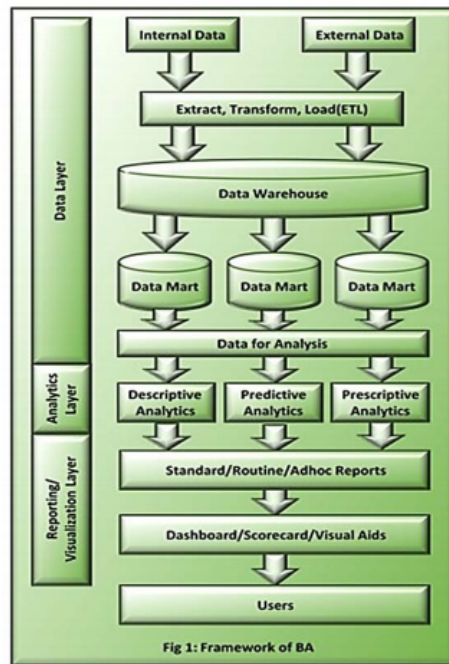 Internal Data
External Data
Extract, Transform, Load(ETL)
Data Warehouse
Data Mart
Data Mart
Data Mart
Data for Analysis
Descriptive
Analytics
Predictive
Analytics
Prescriptive
Analytics
Standard/Routine/Adhoc Reports
Dashboard/Scorecard/Visual Aids
Users
Data Layer
Analytics
Layer
Reporting/
Visualization Layer
Fig 1: Framework of BA